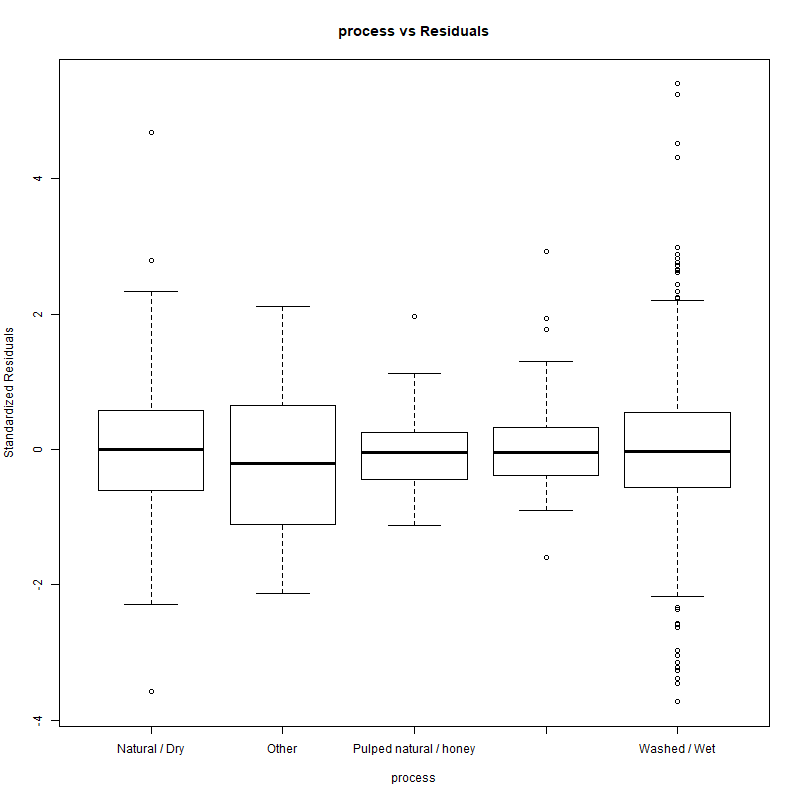 process vs Residuals
Standardized Residuals
4
2
0
-2
-4
Natural / Dry Other Pulped natural / honey Washed / Wet
process